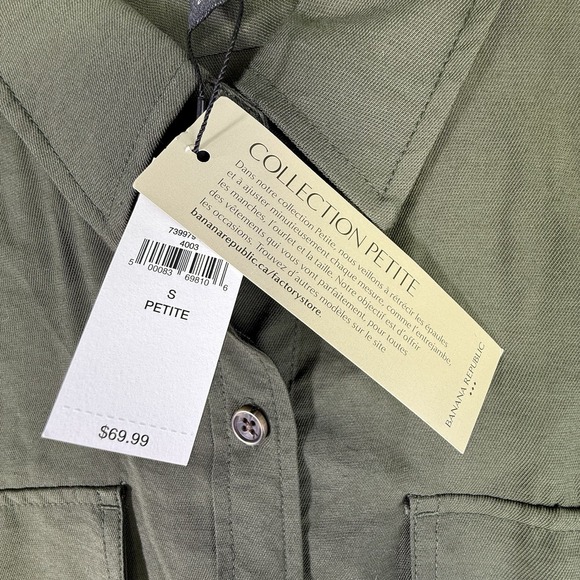 COLLECTION PETITE
Dans notre collection Petite, nous veillons à rétrécir les épaules
et à ajuster minutieusement chaque mesure, comme l'entrejambe,
les manches, l'ourlet et la taille. Notre objectif est d'offrir
des vêtements qui vous vont parfaitement, pour toutes
les occasions. Trouvez d'autres modèles sur le site
bananarepublic.ca/factorystore.
BANANA REPUBLIC
739979
4003
5 00083 69810 6
S
PETITE
$69.99